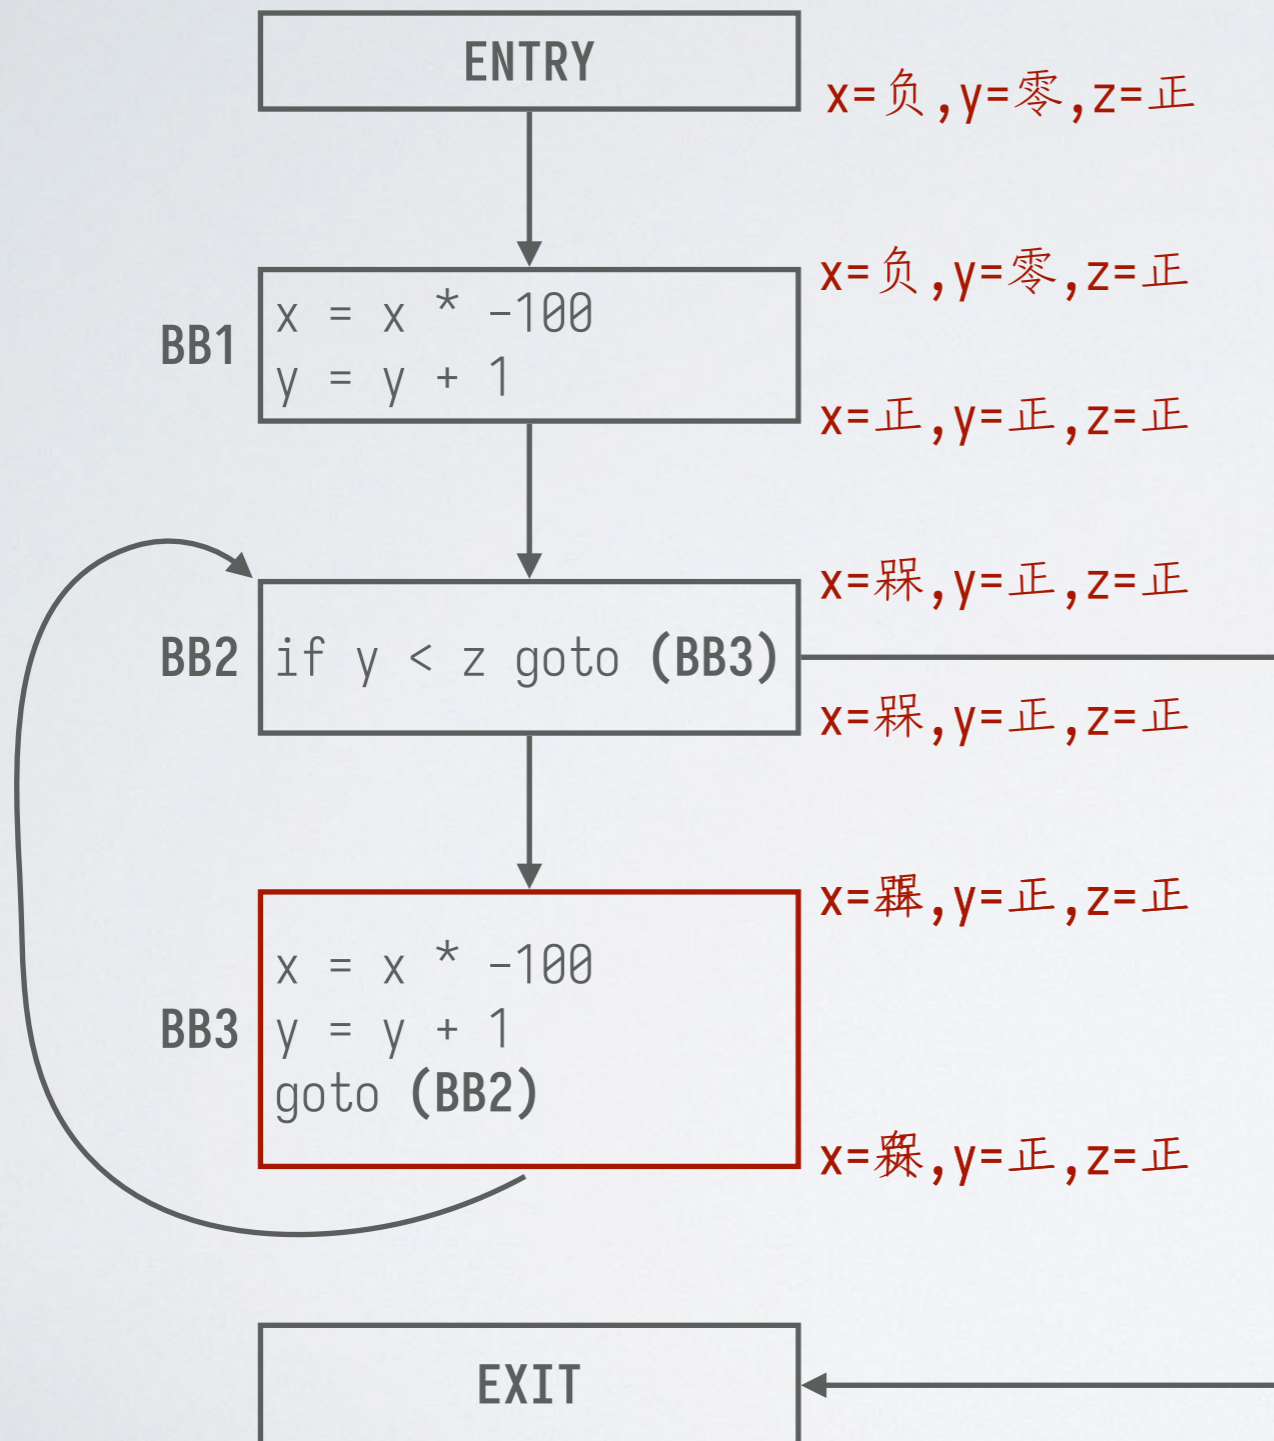 ENTRY
x=负,y=零,z=正
x=负,y=零,z=正
BB1
x = x * -100
y = y + 1
x=正,y=正,z=正
x=槑,y=正,z=正
BB2
if y < z goto (BB3)
x=槑,y=正,z=正
x= ,y=正,z=正
BB3
x = x * -100
y = y + 1
goto (BB2)
x= ,y=正,z=正
EXIT